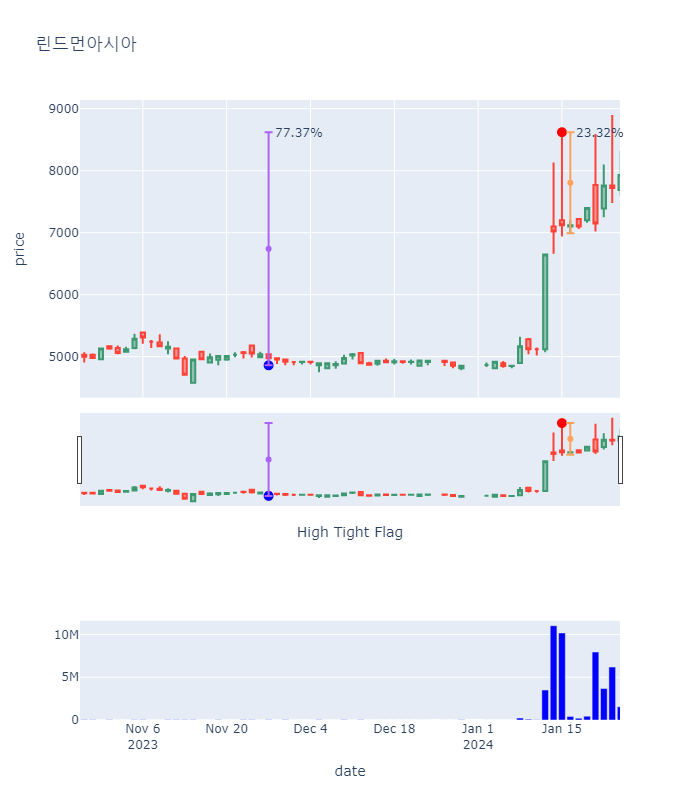 린드먼아시아
9000
77.37%
23.32%
8000
7000
price
6000
5000
High Tight Flag
10M
5M
0
Nov 6
2023
Nov 20
Dec 4
Dec 18
Jan 1
2024
Jan 15
date